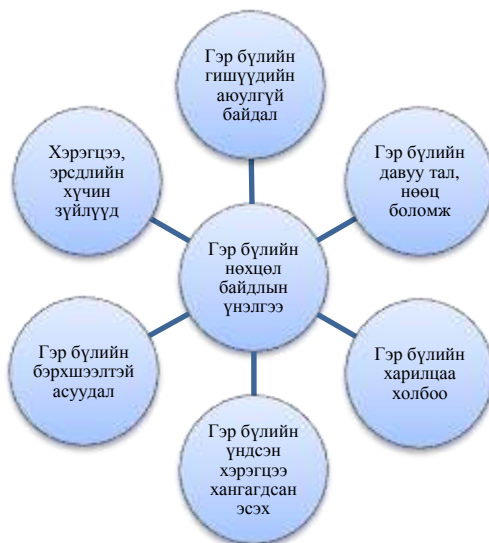 Гэр бүлийн
гишүүдийн
аюулгүй
байдал
Хэрэгцээ,
эрсдлийн
хүчин
зүйлүүд
Гэр бүлийн
давуу тал,
нөөц
боломж
Гэр бүлийн
нөхцөл
байдлын
үнэлгээ
Гэр бүлийн
бэрхшээлтэй
асуудал
Гэр бүлийн
харилцаа
холбоо
Гэр бүлийн
үндсэн
хэрэгцээ
хангагдсан
эсэх